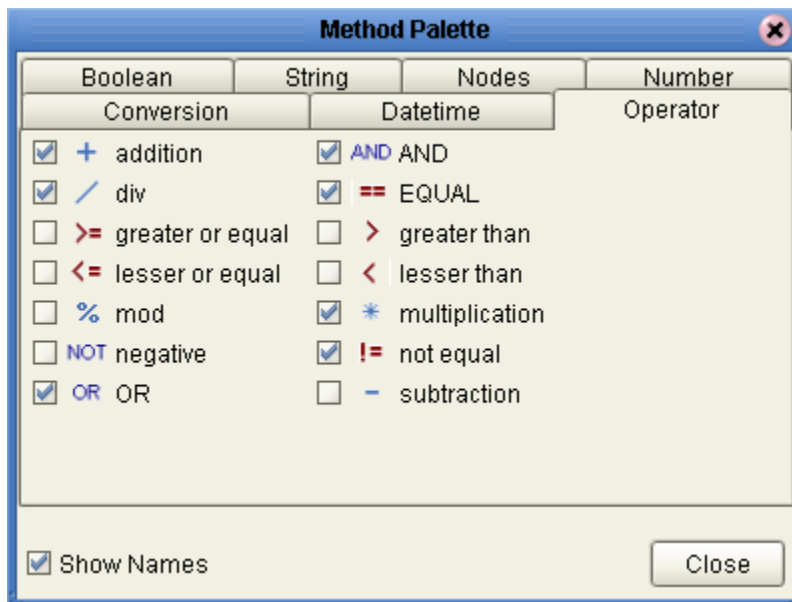 Method Palette
Boolean String Nodes Number
Conversion Datetime Operator
+ addition AND AND
/ div == EQUAL
>= greater or equal > greater than
<= lesser or equal < lesser than
% mod * multiplication
NOT negative != not equal
OR OR - subtraction
Show Names Close